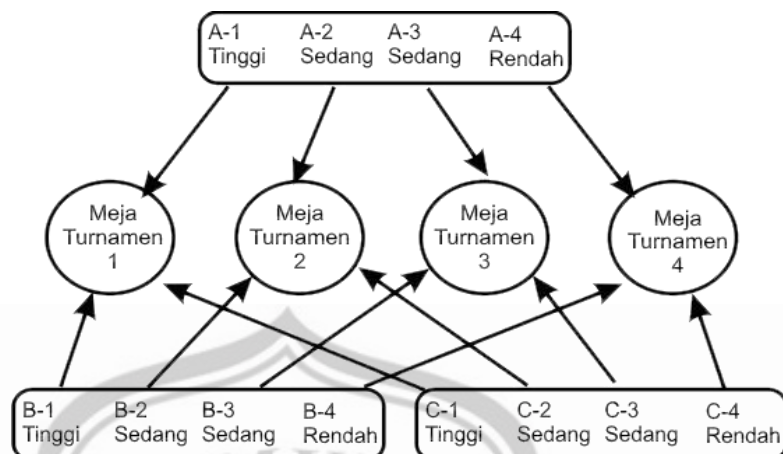 A-1 A-2 A-3 A-4
Tinggi Sedang Sedang Rendah
Meja Turnamen 1
Meja Turnamen 2
Meja Turnamen 3
Meja Turnamen 4
B-1 B-2 B-3 B-4
Tinggi Sedang Sedang Rendah
C-1 C-2 C-3 C-4
Tinggi Sedang Sedang Rendah